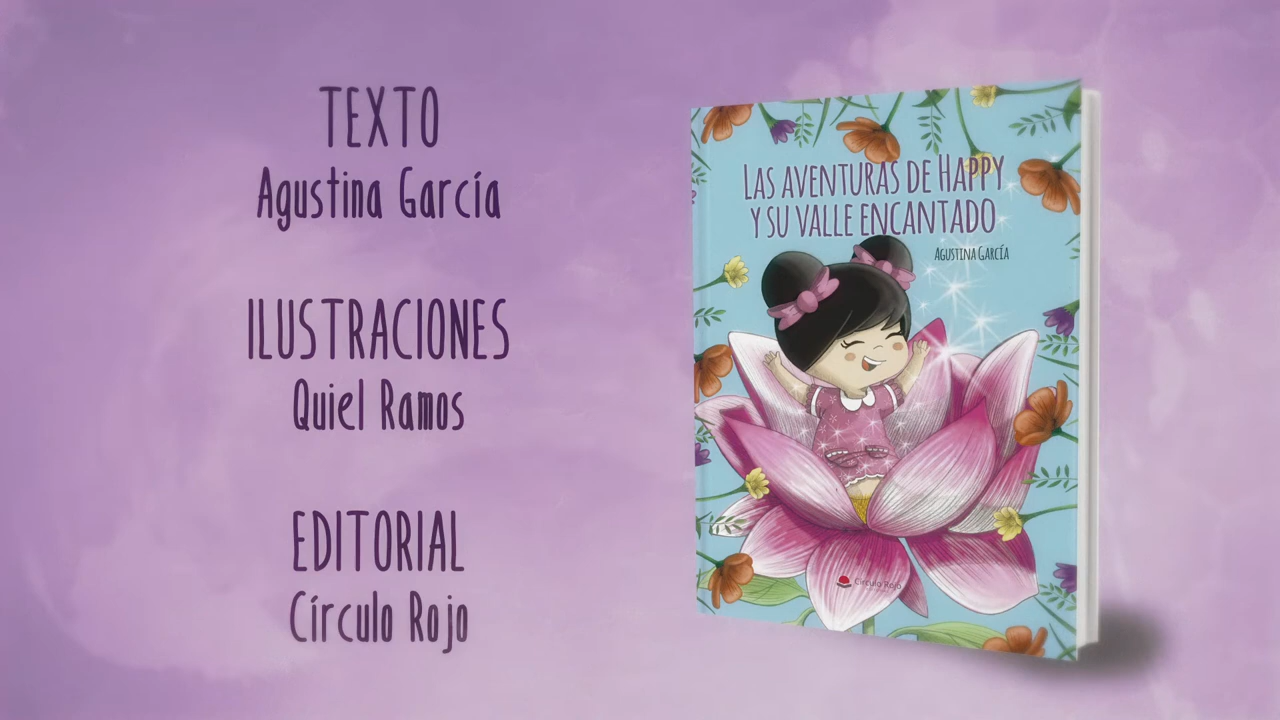 TEXTO
Agustina García
ILUSTRACIONES
Quiel Ramos
EDITORIAL
Círculo Rojo
LAS AVENTURAS DE HAPPY
Y SU VALLE ENCANTADO
AGUSTINA GARCÍA
Círculo Rojo